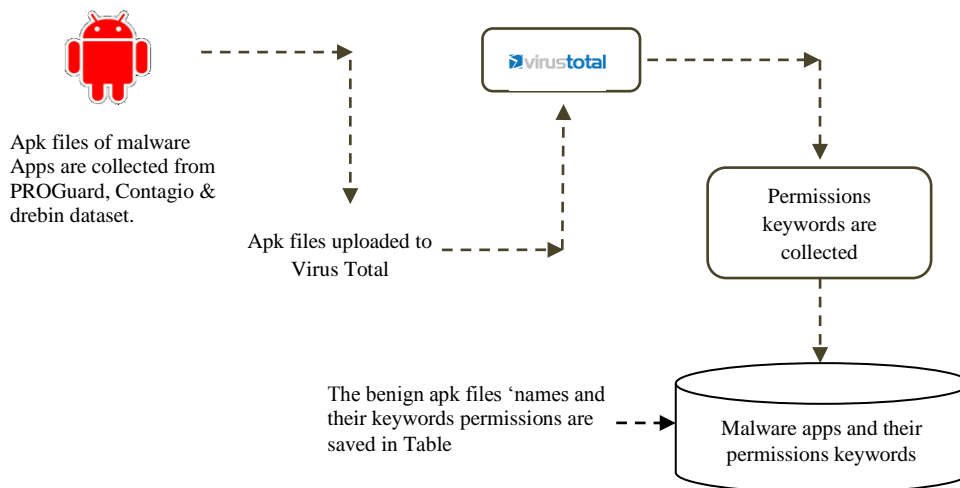 virustotal
Apk files of malware
Apps are collected from
PROGuard, Contagio &
drebin dataset.
Permissions
keywords are
collected
Apk files uploaded to
Virus Total
The benign apk files ‘names and
their keywords permissions are
saved in Table
Malware apps and their
permissions keywords